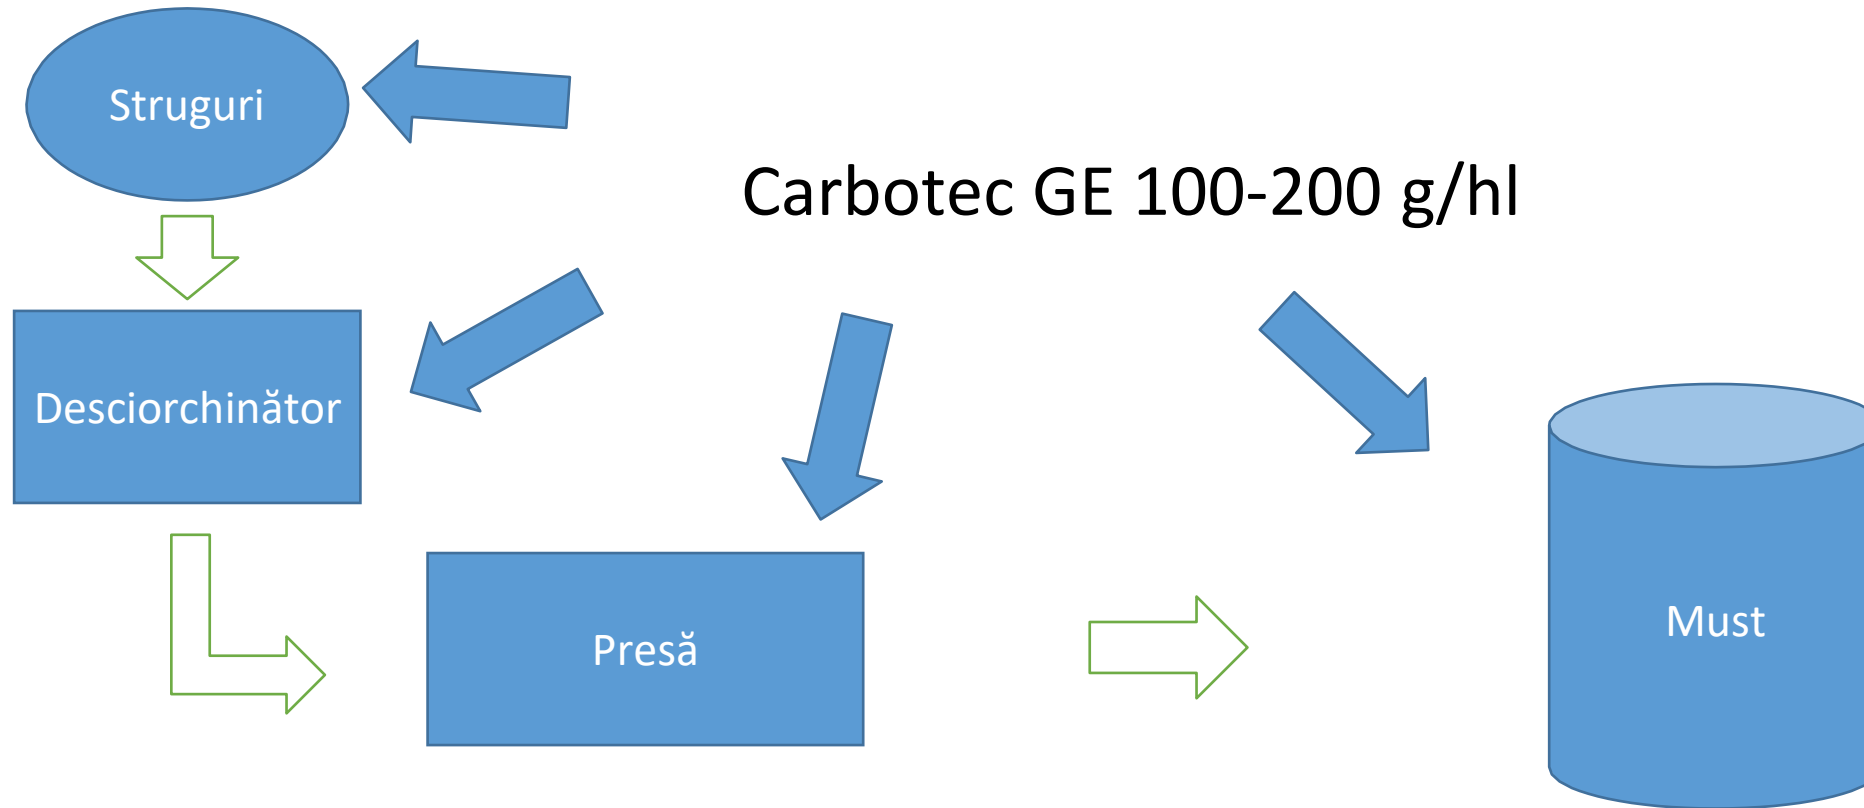 Struguri
Carbotec GE 100-200 g/hl
Desciorchinător
Presă
Must